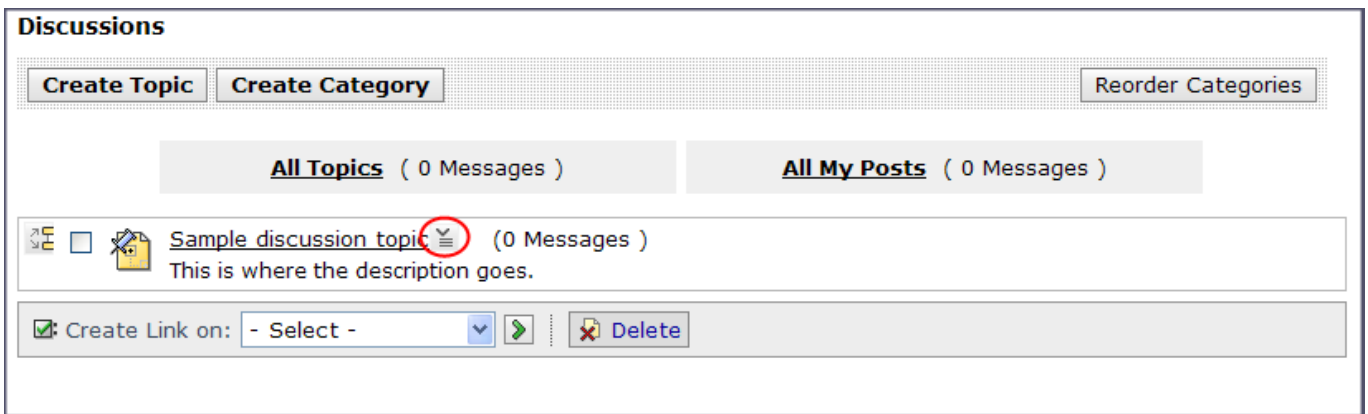 Discussions
Create Topic Create Category Reorder Categories
All Topics ( 0 Messages ) All My Posts ( 0 Messages )
Sample discussion topic (0 Messages )
This is where the description goes.
Create Link on: - Select - Delete